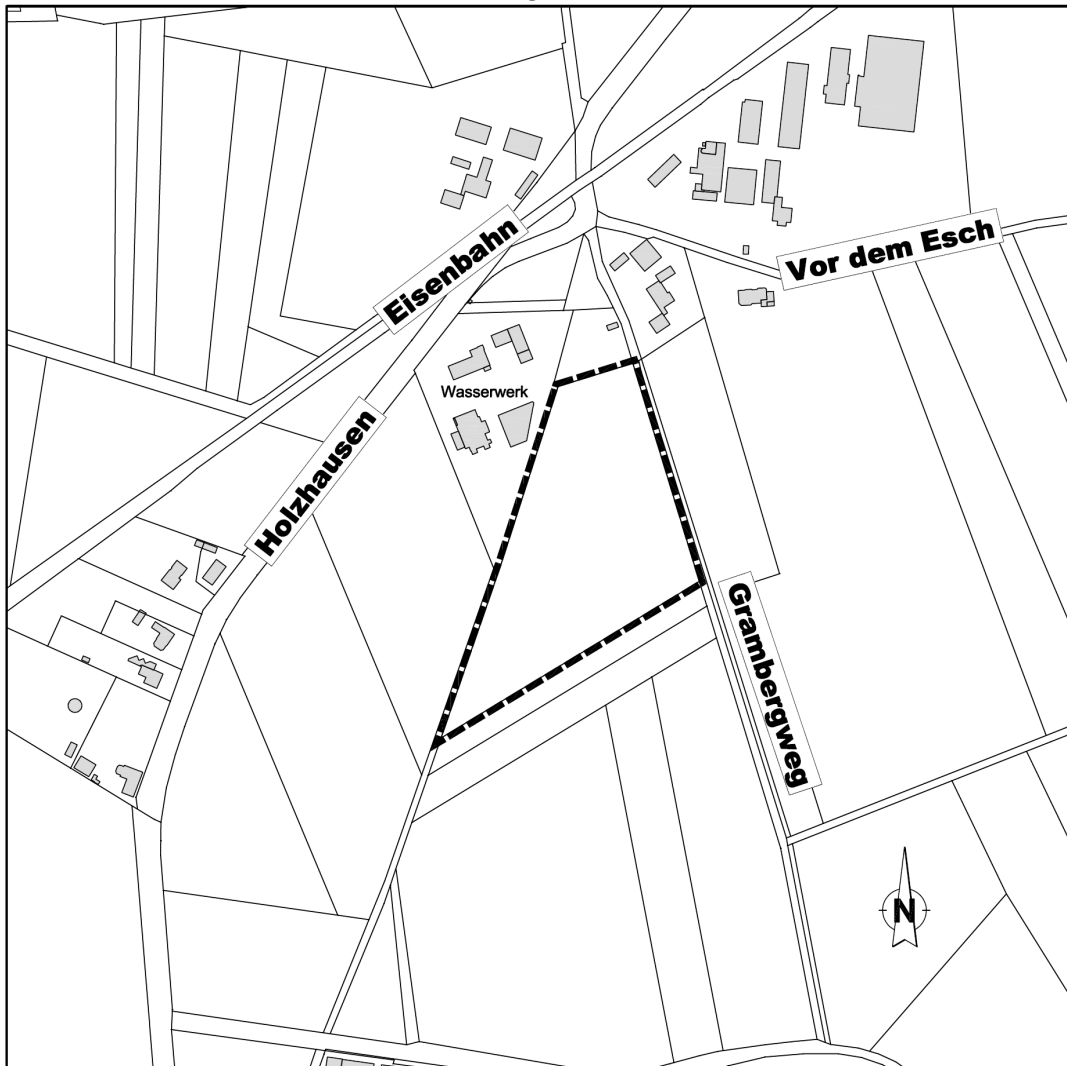 Vor dem Esch
Eisenbahn
Wasserwerk
Holzhausen
Grambergweg
N